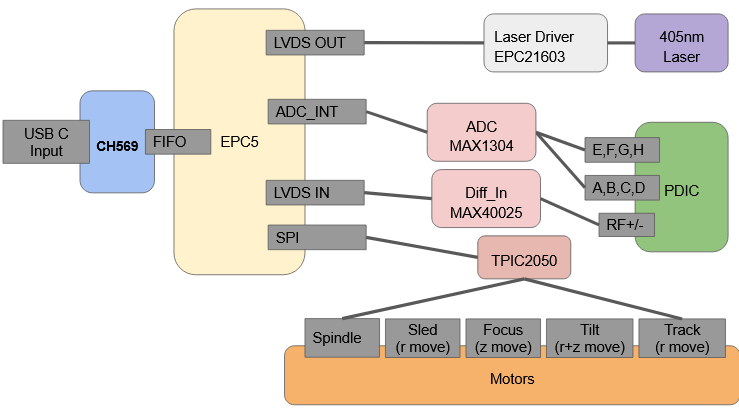 LVDS OUT
Laser Driver
EPC21603
405nm
Laser
USB C
Input
CH569
FIFO
EPC5
ADC_INT
ADC
MAX1304
E,F,G,H
A,B,C,D
RF+/-
PDIC
LVDS IN
Diff_In
MAX40025
SPI
TPIC2050
Spindle
Sled
(r move)
Focus
(z move)
Tilt
(r+z move)
Track
(r move)
Motors